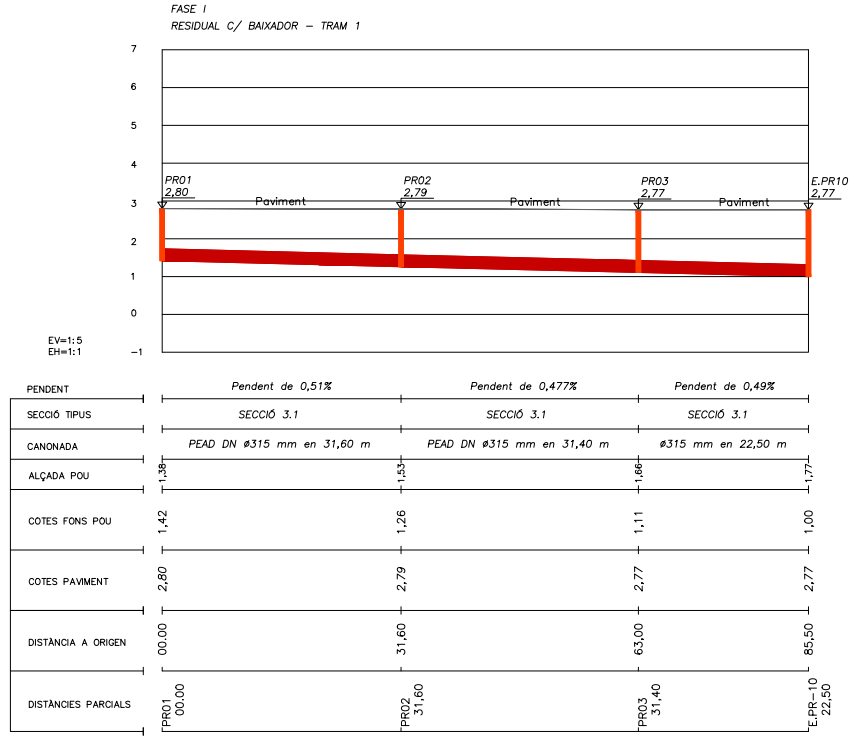 FASE I
RESIDUAL C/ BAIXADOR – TRAM 1
7
6
5
4
3
2
1
0
−1
PR01
2,80
PR02
2,79
PR03
2,77
E.PR10
2,77
Paviment Paviment Paviment
EV=1:5
EH=1:1
PENDENT Pendent de 0,51% Pendent de 0,477% Pendent de 0,49%
SECCIÓ TIPUS SECCIÓ 3.1 SECCIÓ 3.1 SECCIÓ 3.1
CANONADA PEAD DN ø315 mm en 31,60 m PEAD DN ø315 mm en 31,40 m ø315 mm en 22,50 m
ALÇADA POU 1,38 1,53 1,66 1,77
COTES FONS POU 1,42 1,26 1,11 1,00
COTES PAVIMENT 2,80 2,79 2,77 2,77
DISTÀNCIA A ORIGEN 00.00 31,60 63,00 85,50
DISTÀNCIES PARCIALS PR01 00.00 PR02 31,60 PR03 31,40 E.PR−10 22,50